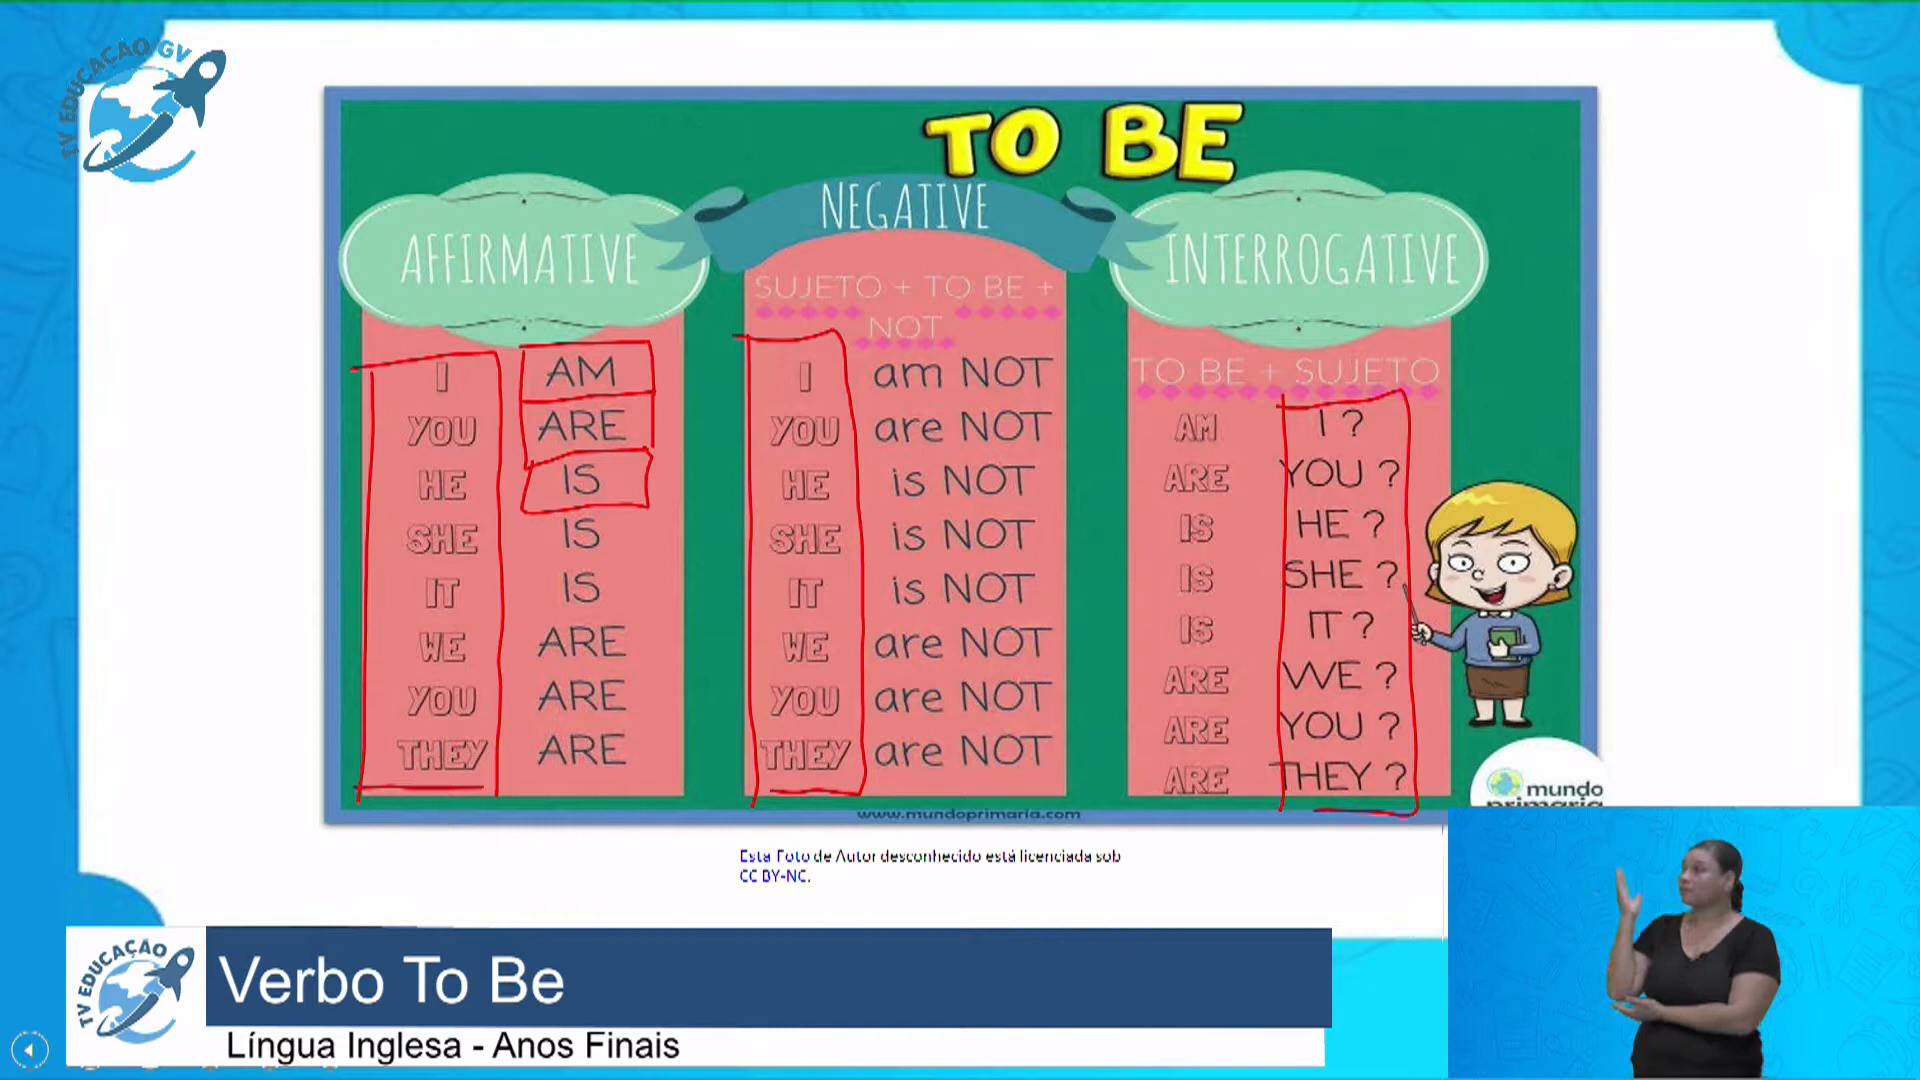 TV EDUCAÇÃO GV
TO BE
AFFIRMATIVE
NEGATIVE
INTERROGATIVE
SUJETO + TO BE +
NOT
TO BE + SUJETO
I AM
YOU ARE
HE IS
SHE IS
IT IS
WE ARE
YOU ARE
THEY ARE
I am NOT
YOU are NOT
HE is NOT
SHE is NOT
IT is NOT
WE are NOT
YOU are NOT
THEY are NOT
AM I ?
ARE YOU ?
IS HE ?
IS SHE ?
IS IT ?
ARE WE ?
ARE YOU ?
ARE THEY ?
mundo
primaria
www.mundoprimaria.com
Esta Foto de Autor desconhecido está licenciada sob
CC BY-NC.
TV EDUCAÇÃO
Verbo To Be
Língua Inglesa - Anos Finais